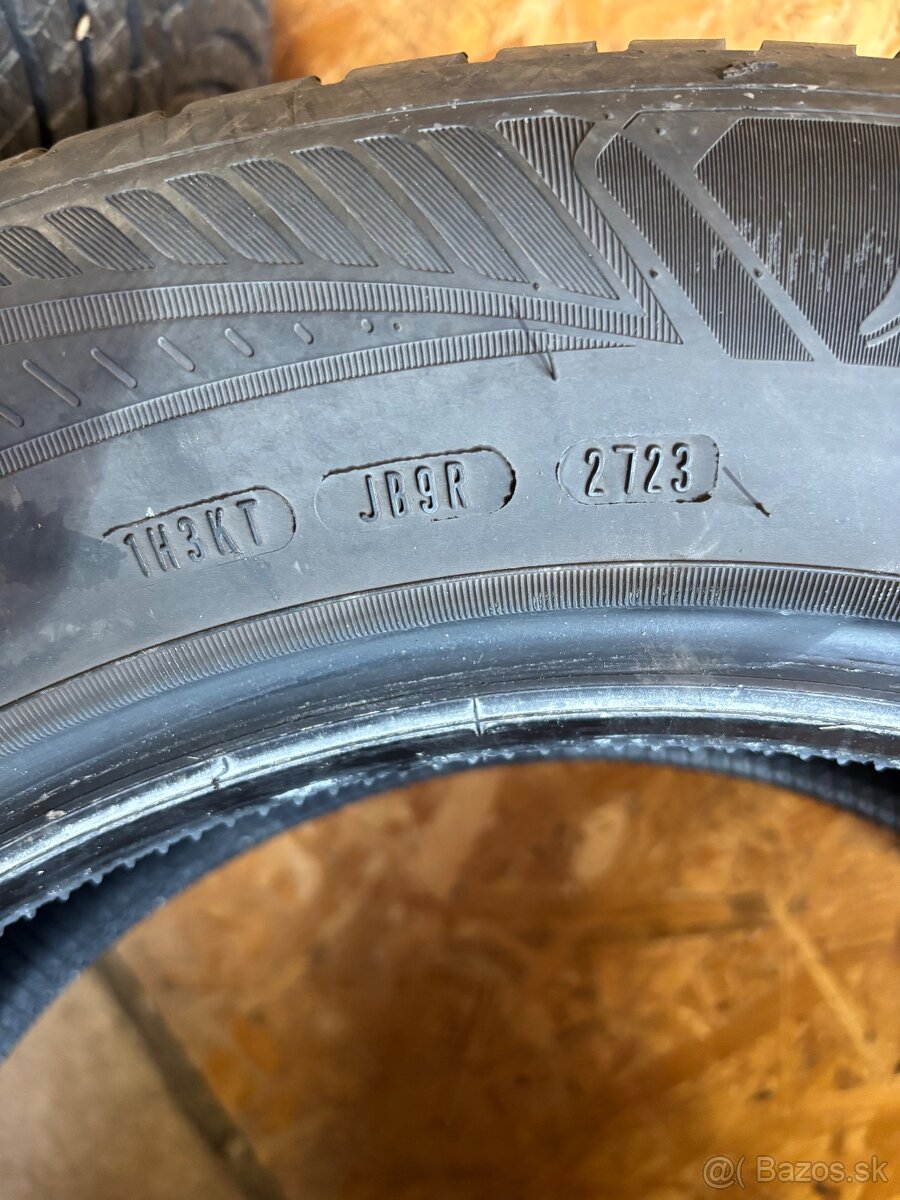 1H3KT JB9R 2723
@( Bazos.sk